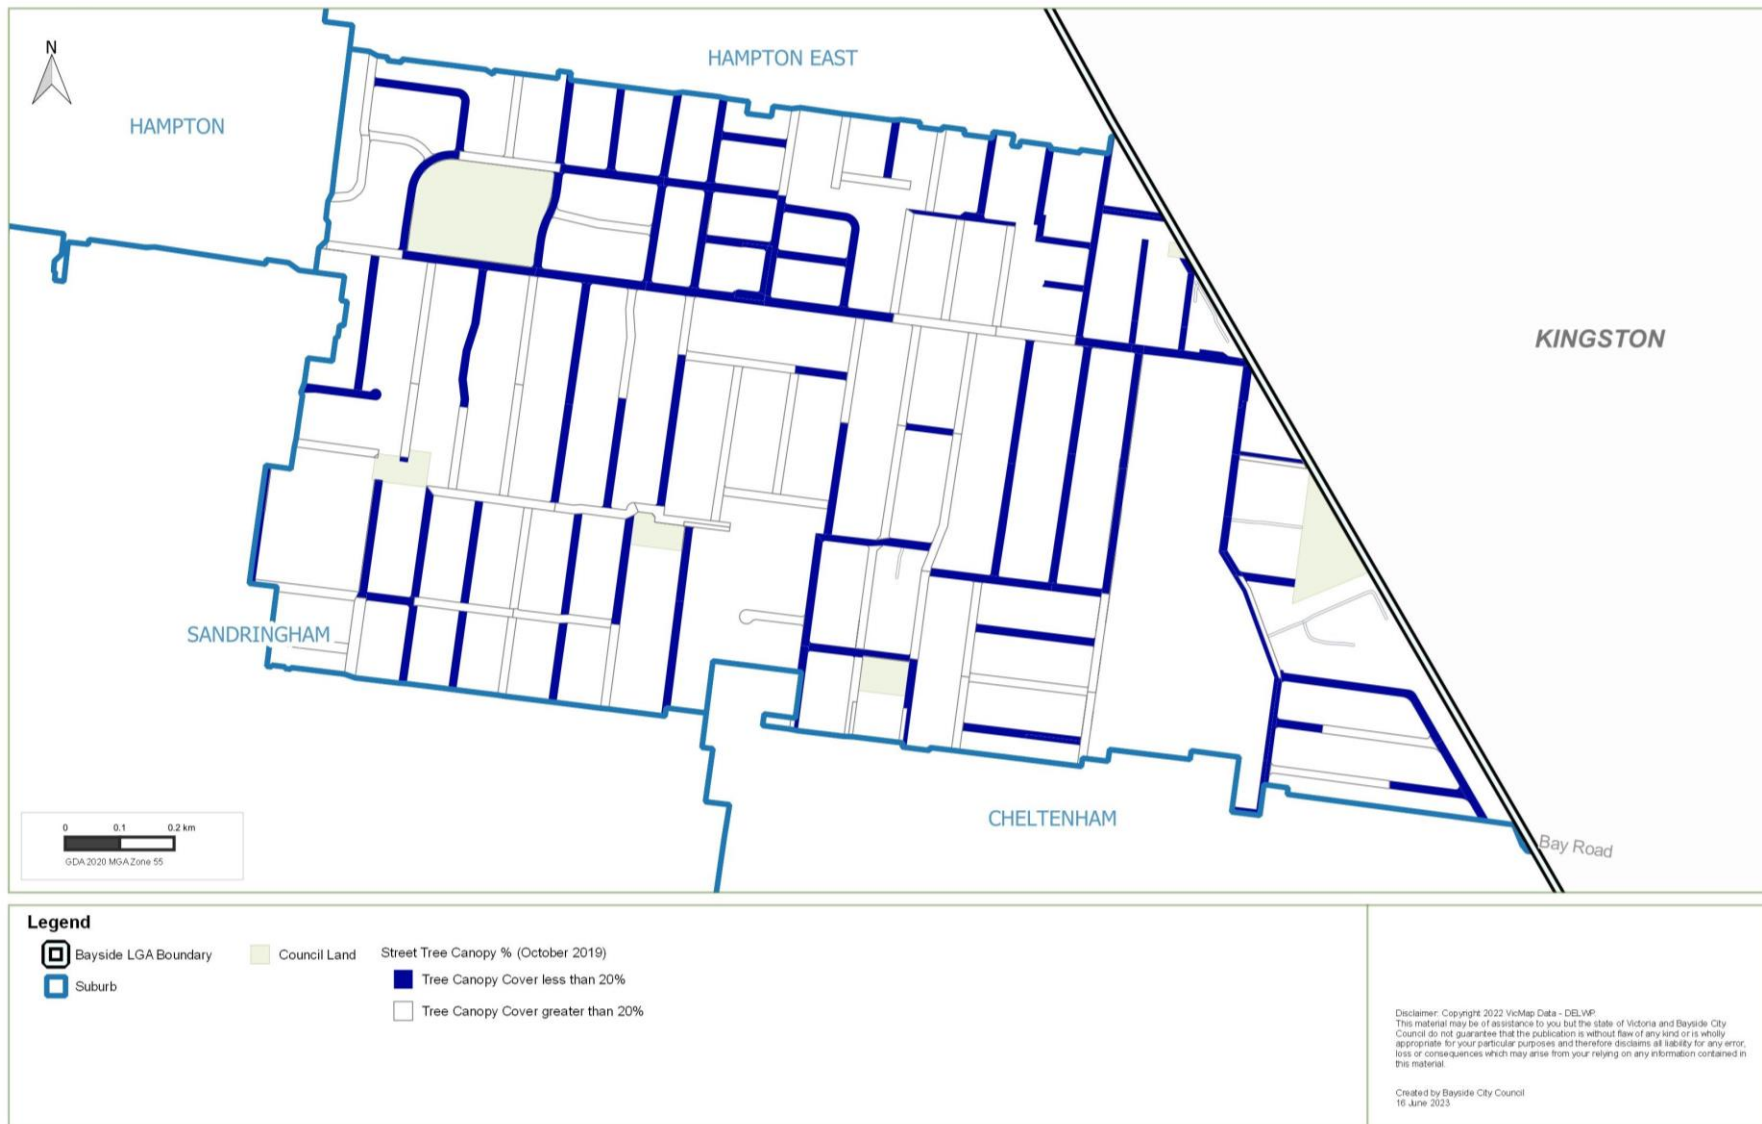 HAMPTON EAST
N
HAMPTON
KINGSTON
SANDRINGHAM
CHELTENHAM
Bay Road
0 0.1 0.2 km
GDA 2020 MGA Zone 55
Legend
Bayside LGA Boundary
Council Land
Street Tree Canopy % (October 2019)
Suburb
Tree Canopy Cover less than 20%
Tree Canopy Cover greater than 20%
Disclaimer: Copyright 2022 VicMap Data - DELWP.
This material may be of assistance to you but the state of Victoria and Bayside City
Council do not guarantee that the publication is without flaw of any kind or is wholly
appropriate for your particular purposes and therefore disclaims all liability for any error,
loss or consequences which may arise from your relying on any information contained in
this material.
Created by Bayside City Council
16 June 2023